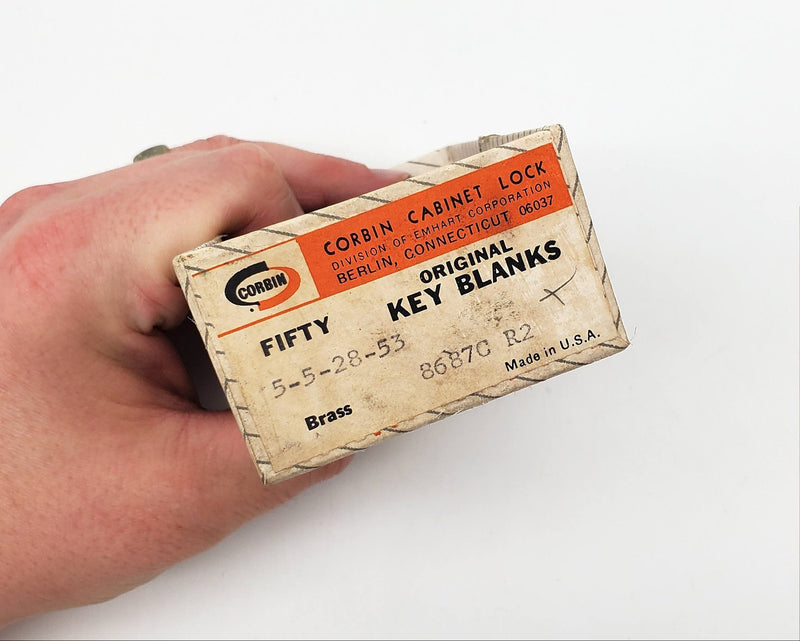 CORBIN
CORBIN CABINET LOCK
DIVISION OF EMHART CORPORATION
BERLIN, CONNECTICUT 06037
ORIGINAL
FIFTY KEY BLANKS
5-5-28-53 8687C R2
Brass Made in U.S.A.